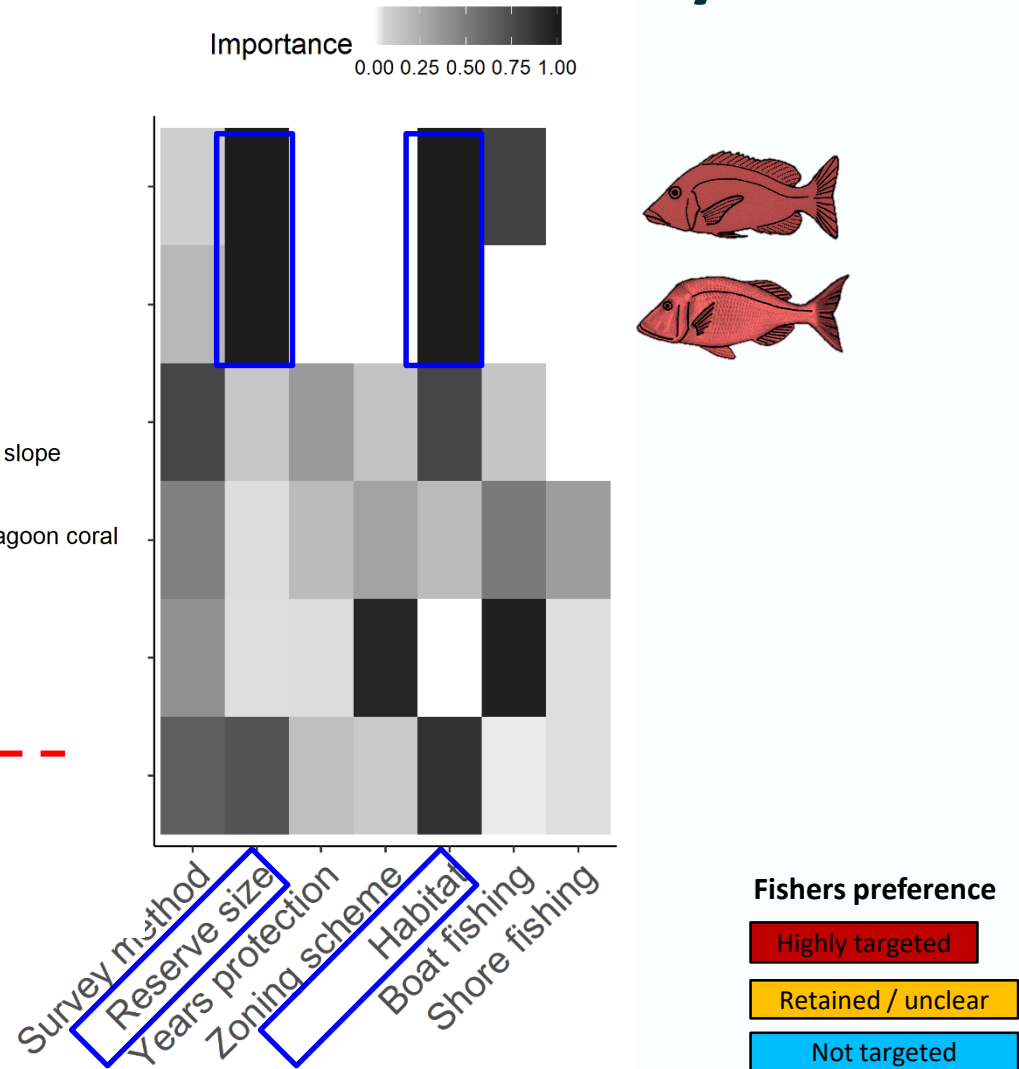 Importance
0.00 0.25 0.50 0.75 1.00
slope
agoon coral
Survey method
Reserve size
Years protection
Zoning scheme
Habitat
Boat fishing
Shore fishing
Fishers preference
Highly targeted
Retained / unclear
Not targeted